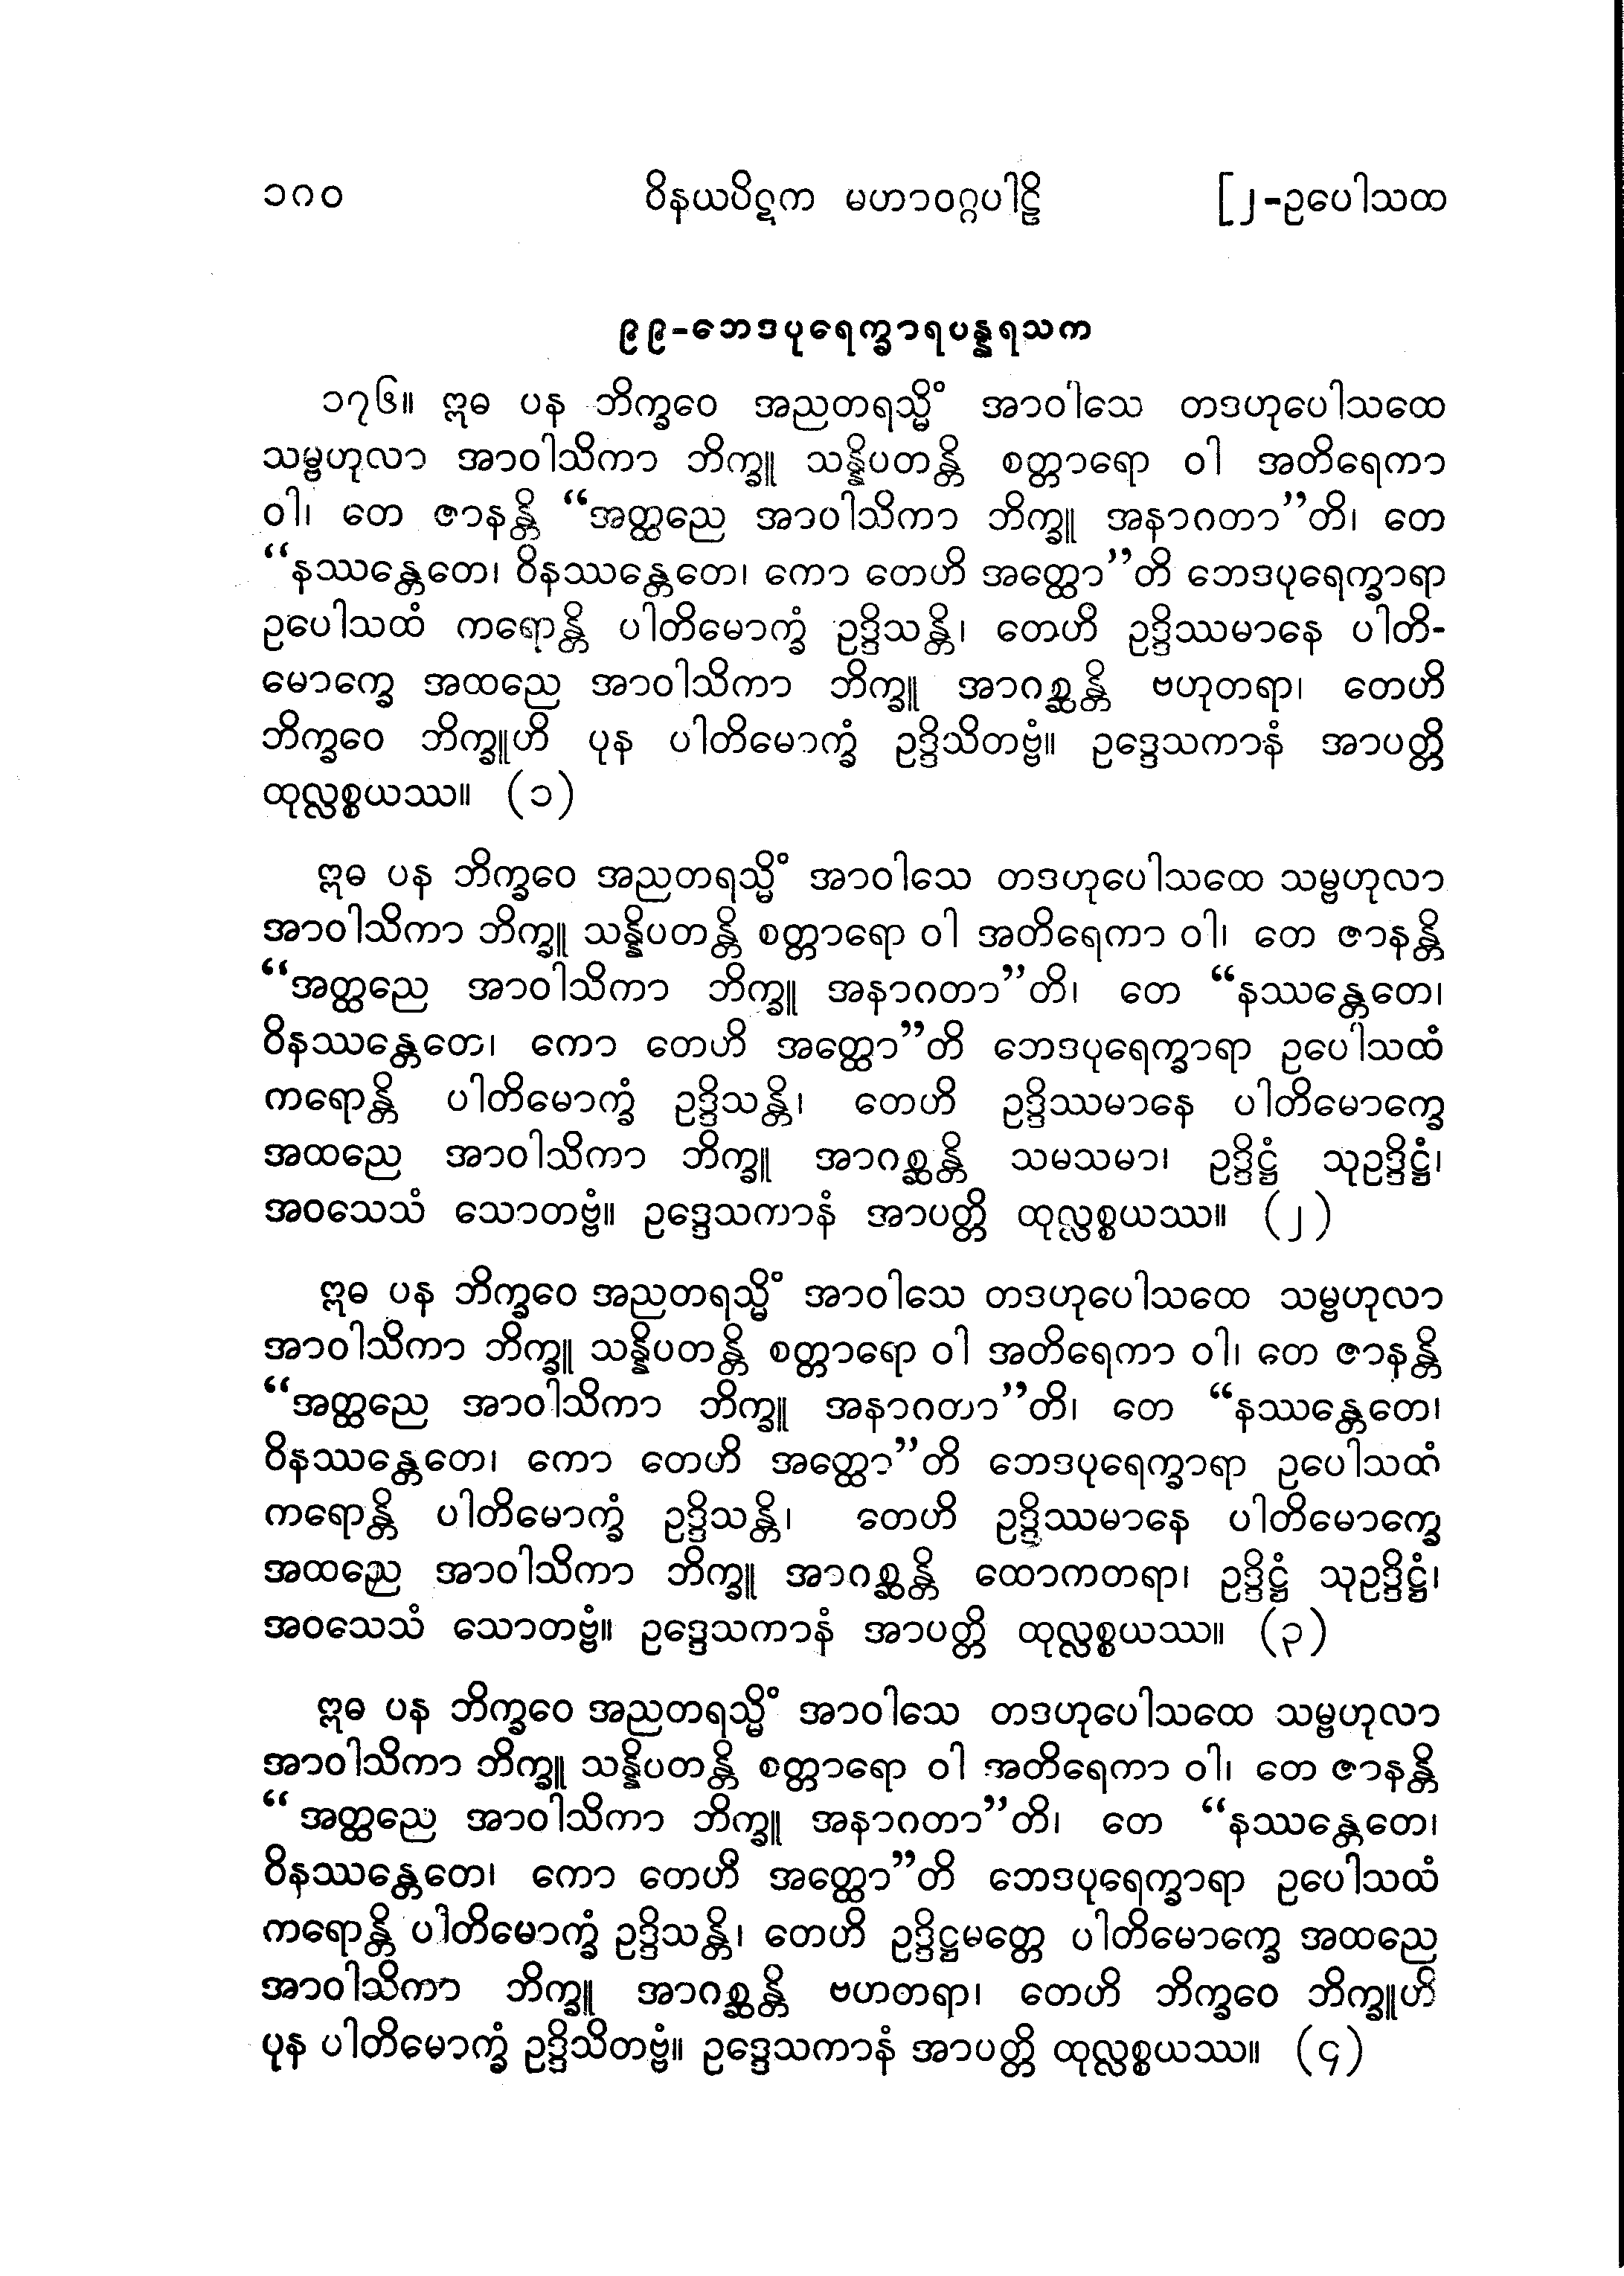 ၁၈၀ ဝိနယပိဋက မဟာဝဂ္ဂပါဠိ [၂-ဥပေါသထ
၉၉-ဘေဒပုရေက္ခာရပန္နရသက
၁၇၆။ ဣဓ ပန ဘိက္ခဝေ အညတရသ္မိံ အာဝါသေ တဒဟုပေါသထေ
သမ္ဗဟုလာ အာဝါသိကာ ဘိက္ခူ သန္နိပတန္တိ စတ္တာရော ဝါ အတိရေကာ
ဝါ၊ တေ ဇာနန္တိ “အတ္ထညေ အာပါသိကာ ဘိက္ခူ အနာဂတာ”တိ၊ တေ
“နဿန္တေတေ၊ ဝိနဿန္တေတေ၊ ကော တေဟိ အတ္ထော”တိ ဘေဒပုရေက္ခာရာ
ဥပေါသထံ ကရောန္တိ ပါတိမောက္ခံ ဥဒ္ဒိသန္တိ၊ တေဟိ ဥဒ္ဒိဿမာနေ ပါတိ-
မောက္ခေ အထညေ အာဝါသိကာ ဘိက္ခူ အာဂစ္ဆန္တိ ဗဟုတရာ၊ တေဟိ
ဘိက္ခဝေ ဘိက္ခူဟိ ပုန ပါတိမောက္ခံ ဥဒ္ဒိသိတဗ္ဗံ။ ဥဒ္ဒေသကာနံ အာပတ္တိ
ထုလ္လစ္စယဿ။ (၁)
ဣဓ ပန ဘိက္ခဝေ အညတရသ္မိံ အာဝါသေ တဒဟုပေါသထေ သမ္ဗဟုလာ
အာဝါသိကာ ဘိက္ခူ သန္နိပတန္တိ စတ္တာရော ဝါ အတိရေကာ ဝါ၊ တေ ဇာနန္တိ
“အတ္ထညေ အာဝါသိကာ ဘိက္ခူ အနာဂတာ”တိ၊ တေ “နဿန္တေတေ၊
ဝိနဿန္တေတေ၊ ကော တေဟိ အတ္ထော”တိ ဘေဒပုရေက္ခာရာ ဥပေါသထံ
ကရောန္တိ ပါတိမောက္ခံ ဥဒ္ဒိသန္တိ၊ တေဟိ ဥဒ္ဒိဿမာနေ ပါတိမောက္ခေ
အထညေ အာဝါသိကာ ဘိက္ခူ အာဂစ္ဆန္တိ သမသမာ၊ ဥဒ္ဒိဋ္ဌံ သုဥဒ္ဒိဋ္ဌံ၊
အဝသေသံ သောတဗ္ဗံ။ ဥဒ္ဒေသကာနံ အာပတ္တိ ထုလ္လစ္စယဿ။ (၂)
ဣဓ ပန ဘိက္ခဝေ အညတရသ္မိံ အာဝါသေ တဒဟုပေါသထေ သမ္ဗဟုလာ
အာဝါသိကာ ဘိက္ခူ သန္နိပတန္တိ စတ္တာရော ဝါ အတိရေကာ ဝါ၊ တေ ဇာနန္တိ
“အတ္ထညေ အာဝါသိကာ ဘိက္ခူ အနာဂတာ”တိ၊ တေ “နဿန္တေတေ၊
ဝိနဿန္တေတေ၊ ကော တေဟိ အတ္ထော”တိ ဘေဒပုရေက္ခာရာ ဥပေါသထံ
ကရောန္တိ ပါတိမောက္ခံ ဥဒ္ဒိသန္တိ၊ တေဟိ ဥဒ္ဒိဿမာနေ ပါတိမောက္ခေ
အထညေ အာဝါသိကာ ဘိက္ခူ အာဂစ္ဆန္တိ ထောကတရာ၊ ဥဒ္ဒိဋ္ဌံ သုဥဒ္ဒိဋ္ဌံ၊
အဝသေသံ သောတဗ္ဗံ။ ဥဒ္ဒေသကာနံ အာပတ္တိ ထုလ္လစ္စယဿ။ (၃)
ဣဓ ပန ဘိက္ခဝေ အညတရသ္မိံ အာဝါသေ တဒဟုပေါသထေ သမ္ဗဟုလာ
အာဝါသိကာ ဘိက္ခူ သန္နိပတန္တိ စတ္တာရော ဝါ အတိရေကာ ဝါ၊ တေ ဇာနန္တိ
“အတ္ထညေ အာဝါသိကာ ဘိက္ခူ အနာဂတာ”တိ၊ တေ “နဿန္တေတေ၊
ဝိနဿန္တေတေ၊ ကော တေဟိ အတ္ထော”တိ ဘေဒပုရေက္ခာရာ ဥပေါသထံ
ကရောန္တိ ပါတိမောက္ခံ ဥဒ္ဒိသန္တိ၊ တေဟိ ဥဒ္ဒိဋ္ဌမတ္တေ ပါတိမောက္ခေ အထညေ
အာဝါသိကာ ဘိက္ခူ အာဂစ္ဆန္တိ ဗဟတရာ၊ တေဟိ ဘိက္ခဝေ ဘိက္ခူဟိ
ပုန ပါတိမောက္ခံ ဥဒ္ဒိသိတဗ္ဗံ။ ဥဒ္ဒေသကာနံ အာပတ္တိ ထုလ္လစ္စယဿ။ (၄)